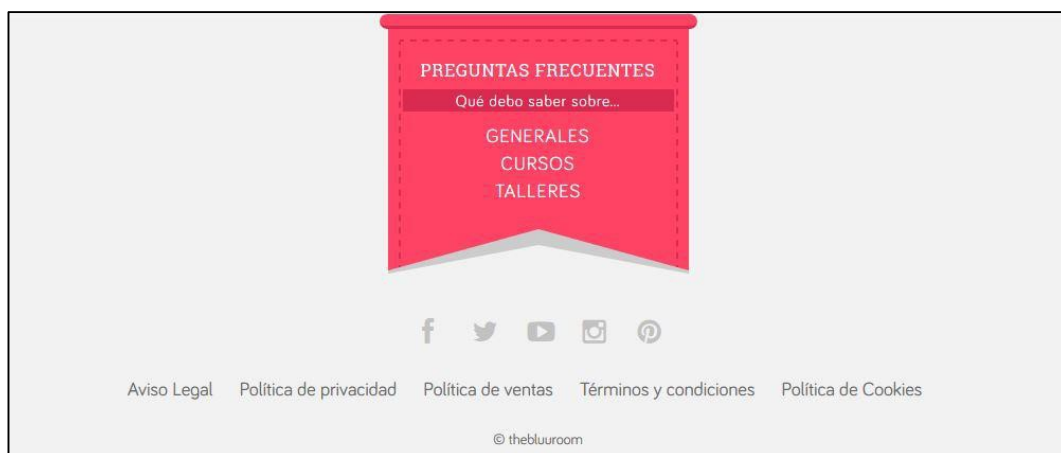 PREGUNTAS FRECUENTES
Qué debo saber sobre...
GENERALES
CURSOS
TALLERES
Aviso Legal Política de privacidad Política de ventas Términos y condiciones Política de Cookies
© thebluuroom